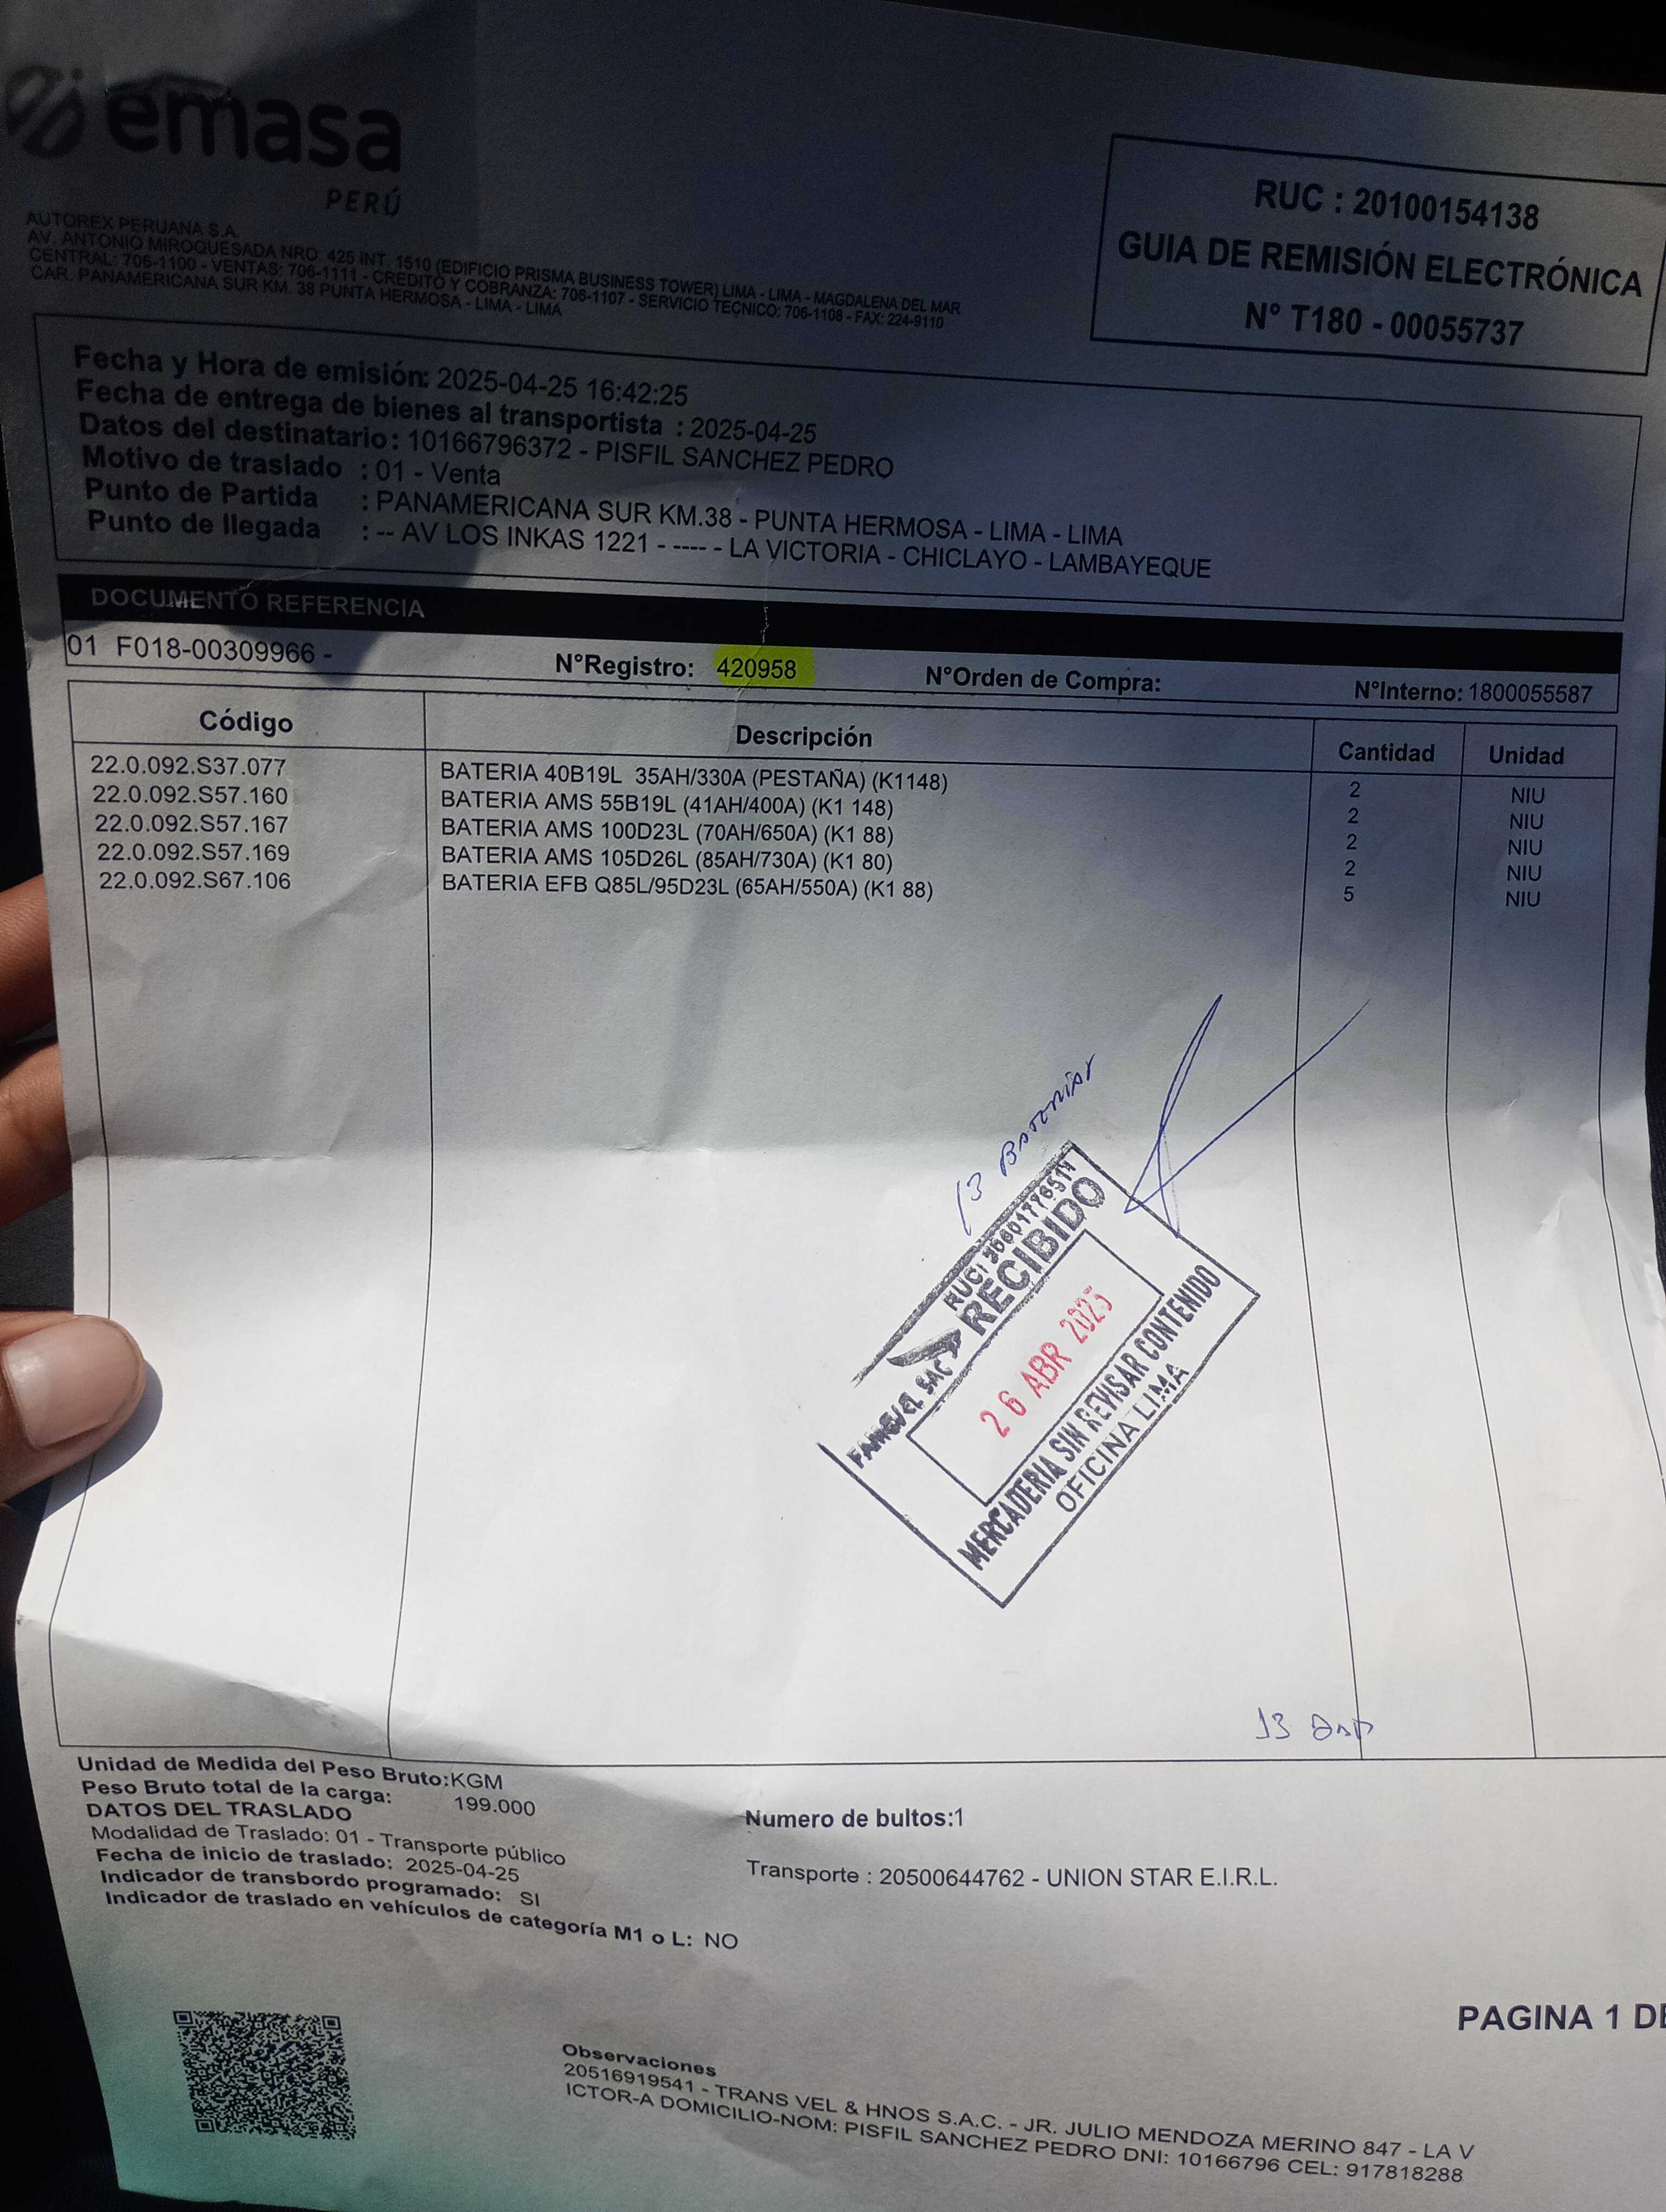 emasa
PERÚ
AUTOREX PERUANA S.A.
AV. ANTONIO MIROQUESADA NRO. 425 INT. 1510 (EDIFICIO PRISMA BUSINESS TOWER) LIMA - LIMA - MAGDALENA DEL MAR
CENTRAL: 706-1100 - VENTAS: 706-1111 - CREDITO Y COBRANZA: 706-1107 - SERVICIO TECNICO: 706-1108 - FAX: 224-9110
CAR. PANAMERICANA SUR KM. 38 PUNTA HERMOSA - LIMA - LIMA
RUC : 20100154138
GUIA DE REMISIÓN ELECTRÓNICA
N° T180 - 00055737
Fecha y Hora de emisión: 2025-04-25 16:42:25
Fecha de entrega de bienes al transportista : 2025-04-25
Datos del destinatario: 10166796372 - PISFIL SANCHEZ PEDRO
Motivo de traslado : 01 - Venta
Punto de Partida : PANAMERICANA SUR KM.38 - PUNTA HERMOSA - LIMA - LIMA
Punto de llegada : -- AV LOS INKAS 1221 - ---- - LA VICTORIA - CHICLAYO - LAMBAYEQUE
DOCUMENTO REFERENCIA
01 F018-00309966 - N°Registro: 420958 N°Orden de Compra: N°Interno: 1800055587
Código Descripción Cantidad Unidad
22.0.092.S37.077 BATERIA 40B19L 35AH/330A (PESTAÑA) (K1148) 2 NIU
22.0.092.S57.160 BATERIA AMS 55B19L (41AH/400A) (K1 148) 2 NIU
22.0.092.S57.167 BATERIA AMS 100D23L (70AH/650A) (K1 88) 2 NIU
22.0.092.S57.169 BATERIA AMS 105D26L (85AH/730A) (K1 80) 2 NIU
22.0.092.S67.106 BATERIA EFB Q85L/95D23L (65AH/550A) (K1 88) 5 NIU
13
RECIBIDO
26 ABR 2025
MERCADERIA SIN REVISAR CONTENIDO
OFICINA LIMA
13
Unidad de Medida del Peso Bruto:KGM
Peso Bruto total de la carga: 199.000
DATOS DEL TRASLADO
Modalidad de Traslado: 01 - Transporte público
Fecha de inicio de traslado: 2025-04-25
Indicador de transbordo programado: SI
Indicador de traslado en vehículos de categoría M1 o L: NO
Numero de bultos:1
Transporte : 20500644762 - UNION STAR E.I.R.L.
PAGINA 1
Observaciones
20516919541 - TRANS VEL & HNOS S.A.C. - JR. JULIO MENDOZA MERINO 847 - LA V
ICTOR-A DOMICILIO-NOM: PISFIL SANCHEZ PEDRO DNI: 10166796 CEL: 917818288